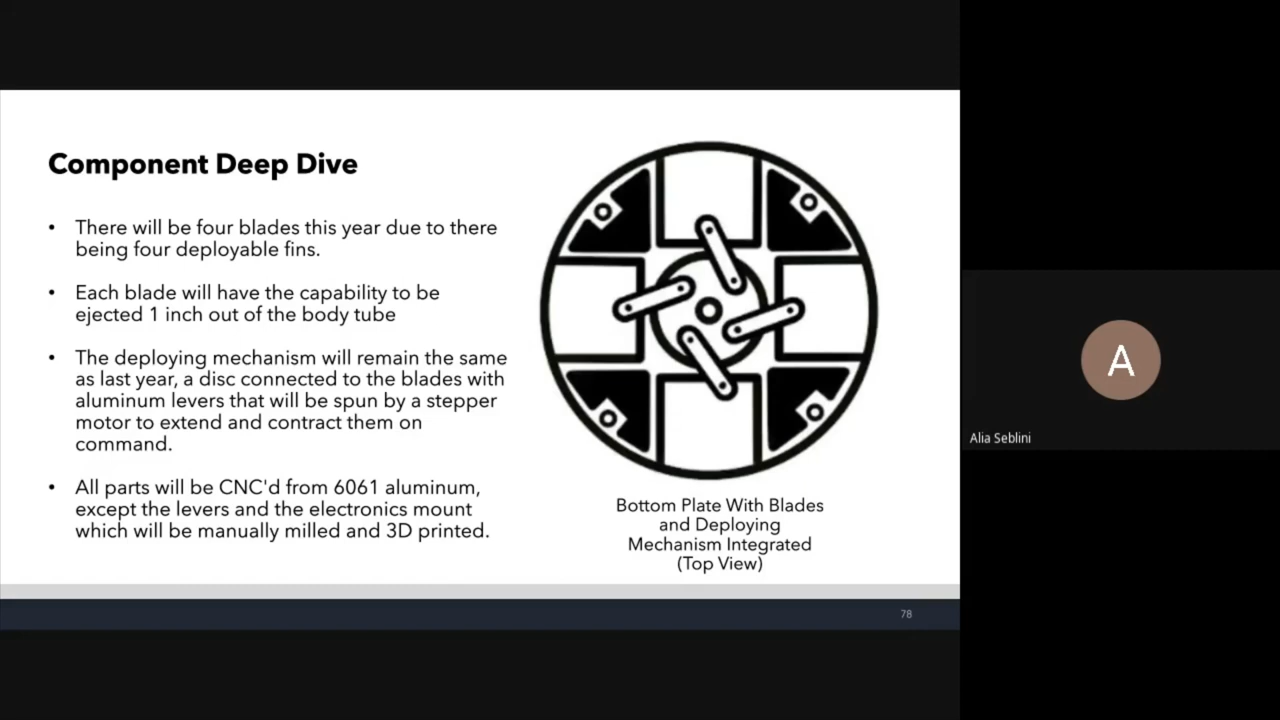 Component Deep Dive
• There will be four blades this year due to there
being four deployable fins.
• Each blade will have the capability to be
ejected 1 inch out of the body tube
• The deploying mechanism will remain the same
as last year, a disc connected to the blades with
aluminum levers that will be spun by a stepper
motor to extend and contract them on
command.
• All parts will be CNC'd from 6061 aluminum,
except the levers and the electronics mount
which will be manually milled and 3D printed.
Bottom Plate With Blades
and Deploying
Mechanism Integrated
(Top View)
78
A
Alia Seblini